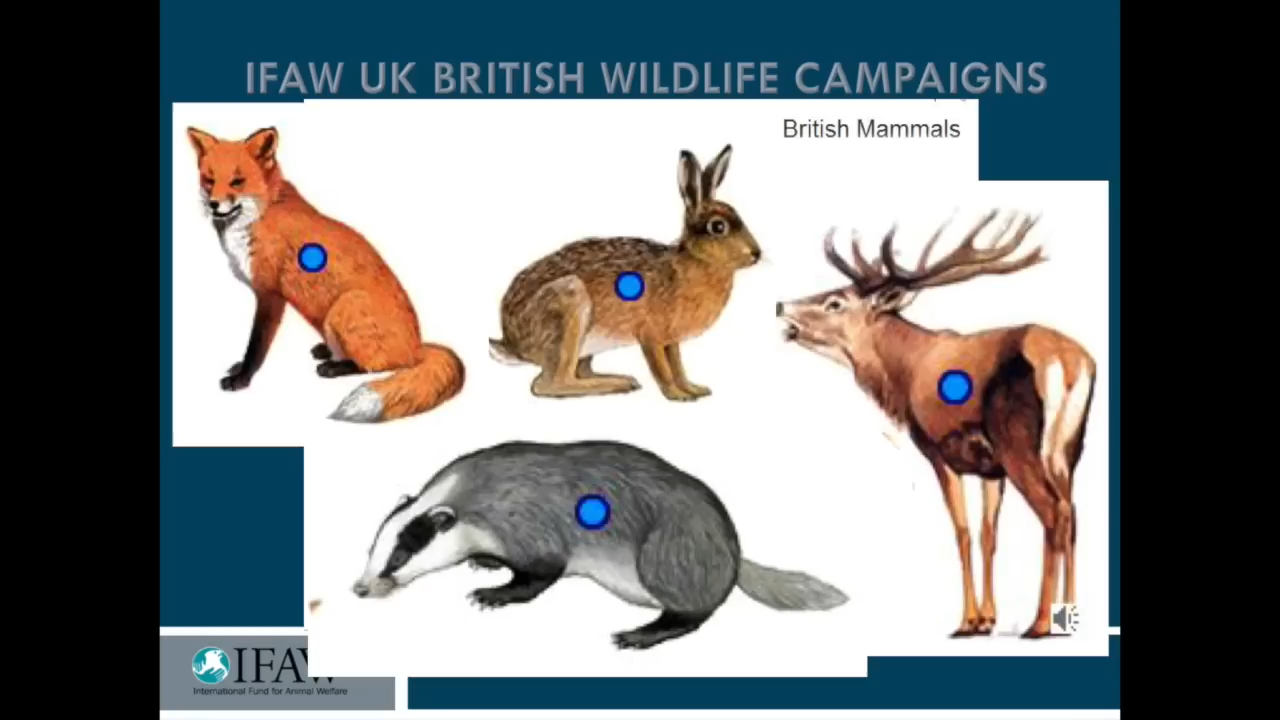 IFAW UK BRITISH WILDLIFE CAMPAIGNS
British Mammals
IFAW
International Fund for Animal Welfare